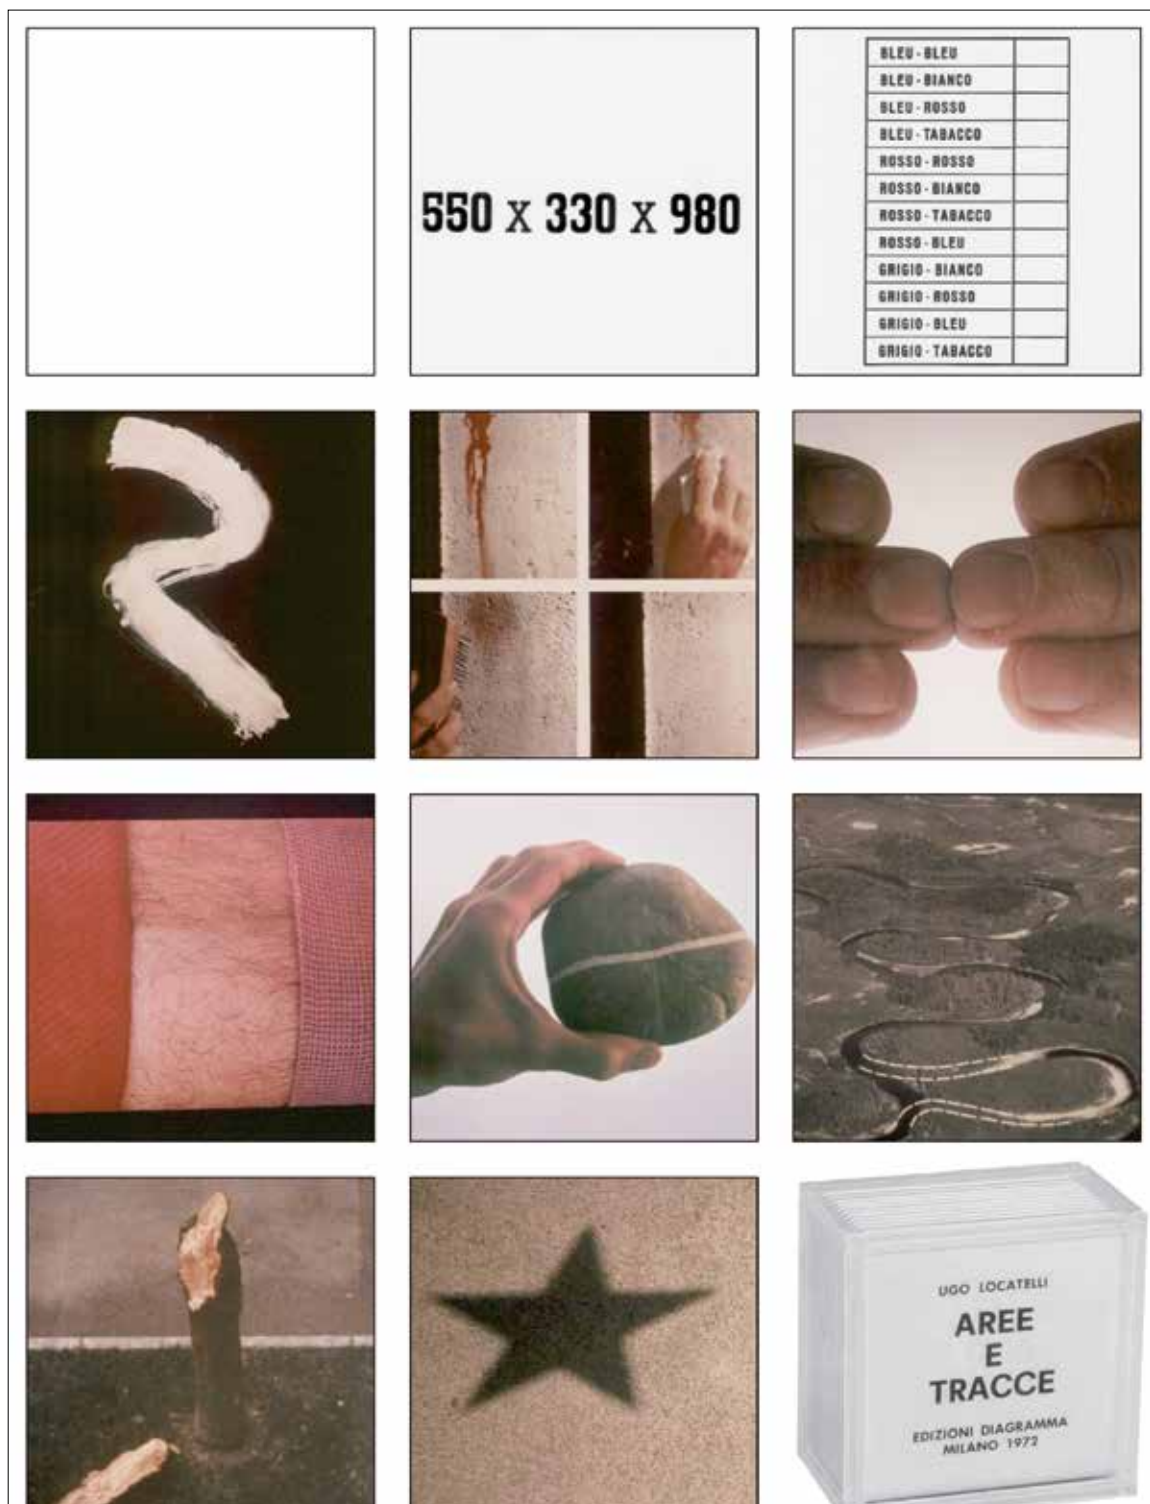 550 x 330 x 980
BLEU - BLEU
BLEU - BIANCO
BLEU - ROSSO
BLEU - TABACCO
ROSSO - ROSSO
ROSSO - BIANCO
ROSSO - TABACCO
ROSSO - BLEU
GRIGIO - BIANCO
GRIGIO - ROSSO
GRIGIO - BLEU
GRIGIO - TABACCO
UGO LOCATELLI
AREE
E
TRACCE
EDIZIONI DIAGRAMMA
MILANO 1972